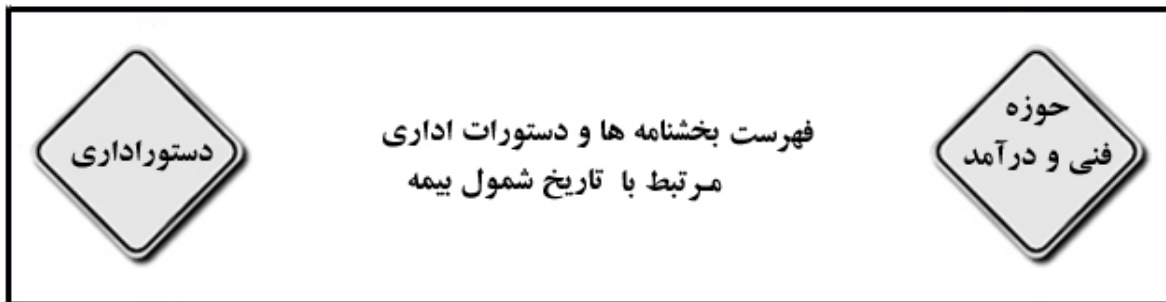 حوزه
فنی و درآمد
فهرست بخشنامه ها و دستورات اداری
مرتبط با تاریخ شمول بیمه
دستوراداری